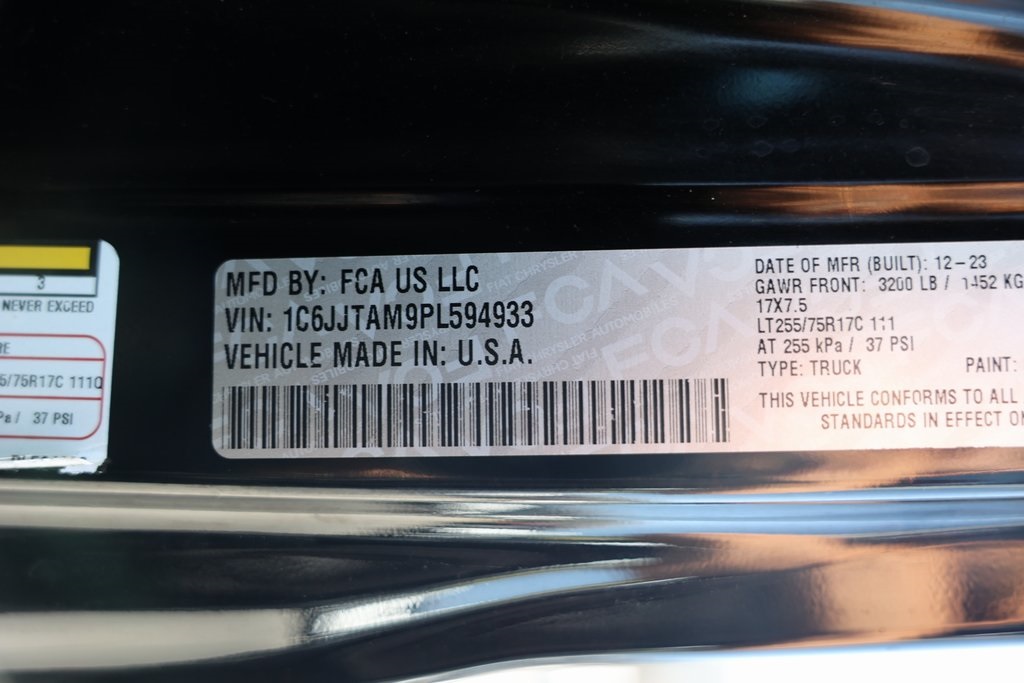 3
NEVER EXCEED
RE
5/75R17C 111Q
Pa / 37 PSI
MFD BY: FCA US LLC
VIN: 1C6JJTAM9PL594933
VEHICLE MADE IN: U.S.A.
DATE OF MFR (BUILT): 12-23
GAWR FRONT: 3200 LB / 1452 KG
17X7.5
LT255/75R17C 111
AT 255 kPa / 37 PSI
TYPE: TRUCK PAINT:
THIS VEHICLE CONFORMS TO ALL
STANDARDS IN EFFECT ON